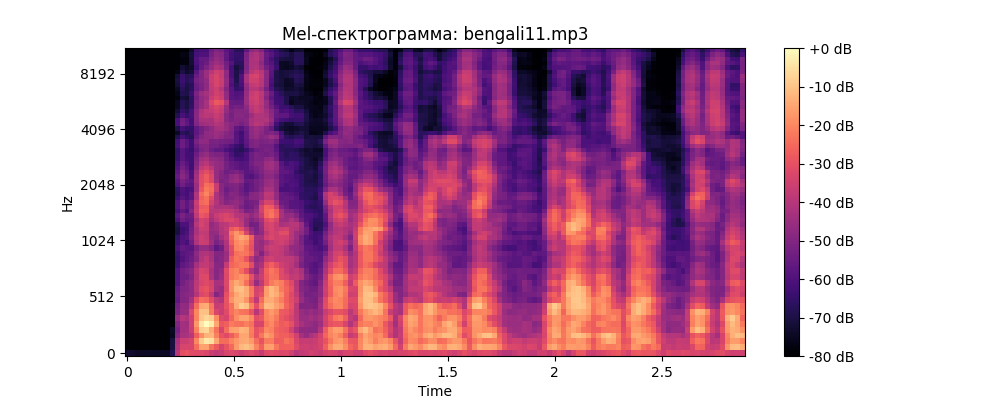 Mel-спектрограмма: bengali11.mp3
Hz
8192
4096
2048
1024
512
0
0
0.5
1
1.5
2
2.5
Time
+0 dB
-10 dB
-20 dB
-30 dB
-40 dB
-50 dB
-60 dB
-70 dB
-80 dB